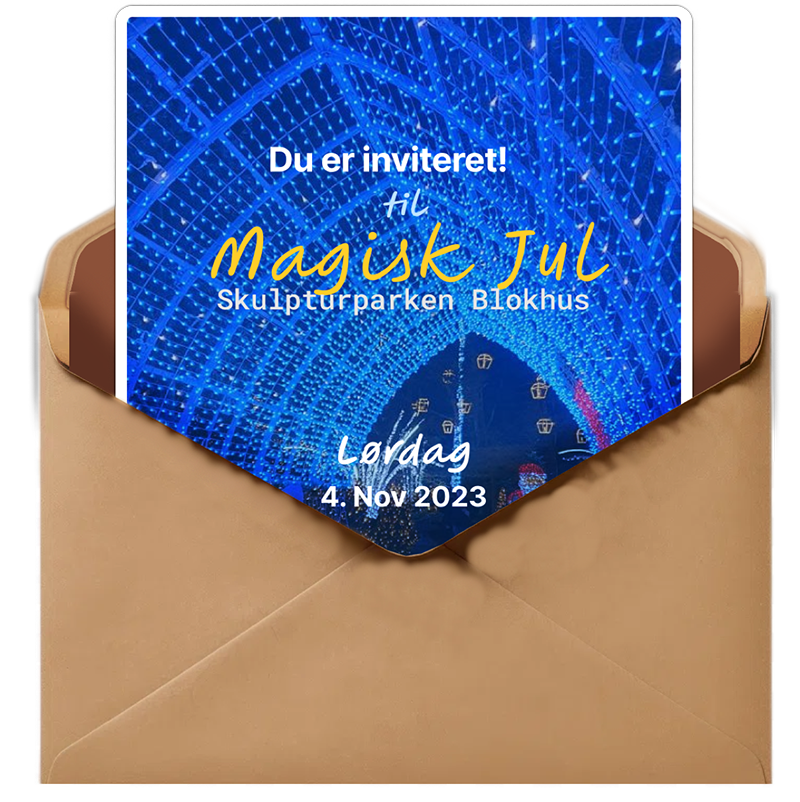 Du er inviteret!
til
Magisk Jul
Skulpturparken Blokhus
Lørdag
4. Nov 2023